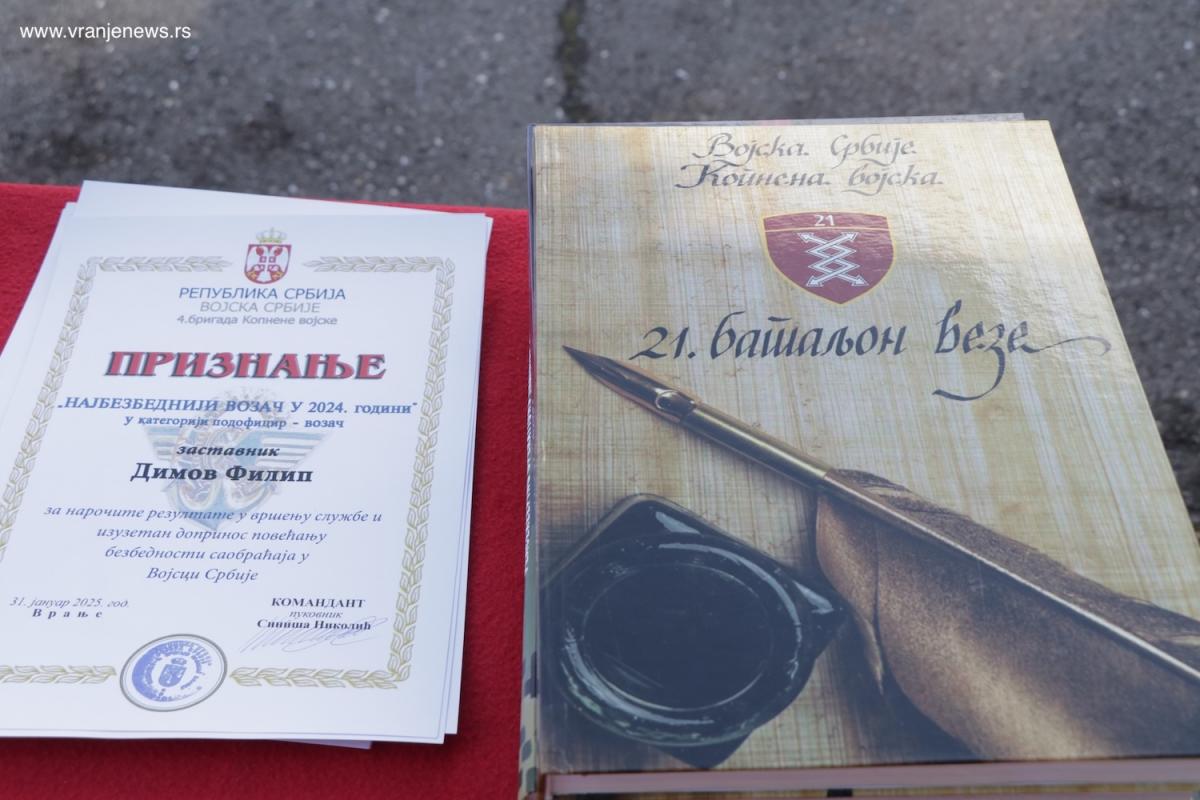 www.vranjenews.rs
РЕПУБЛИКА СРБИЈА
ВОЈСКА СРБИЈЕ
4.бригада Копнене војске
ПРИЗНАЊЕ
„НАЈБЕЗБЕДНИЈИ ВОЗАЧ У 2024. години"
у категорији подофицир - возач
заставник
Димов Филип
за нарочите резултате у вршењу службе и
изузетан допринос повећању
безбедности саобраћаја у
Војсци Србије
31. јануар 2025. год.
Врање
КОМАНДАНТ
пуковник
Синиша Николић
Војска Србије
Копнена војска
21
21. батаљон везе